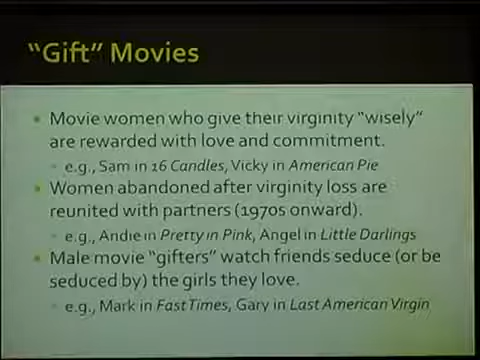 "Gift" Movies
Movie women who give their virginity "wisely"
are rewarded with love and commitment.
e.g., Sam in 16 Candles, Vicky in American Pie
Women abandoned after virginity loss are
reunited with partners (1970s onward).
e.g., Andie in Pretty in Pink, Angel in Little Darlings
Male movie "gifters" watch friends seduce (or be
seduced by) the girls they love.
e.g., Mark in Fast Times, Gary in Last American Virgin